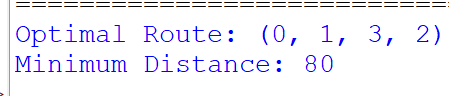 ============================
Optimal Route: (0, 1, 3, 2)
Minimum Distance: 80